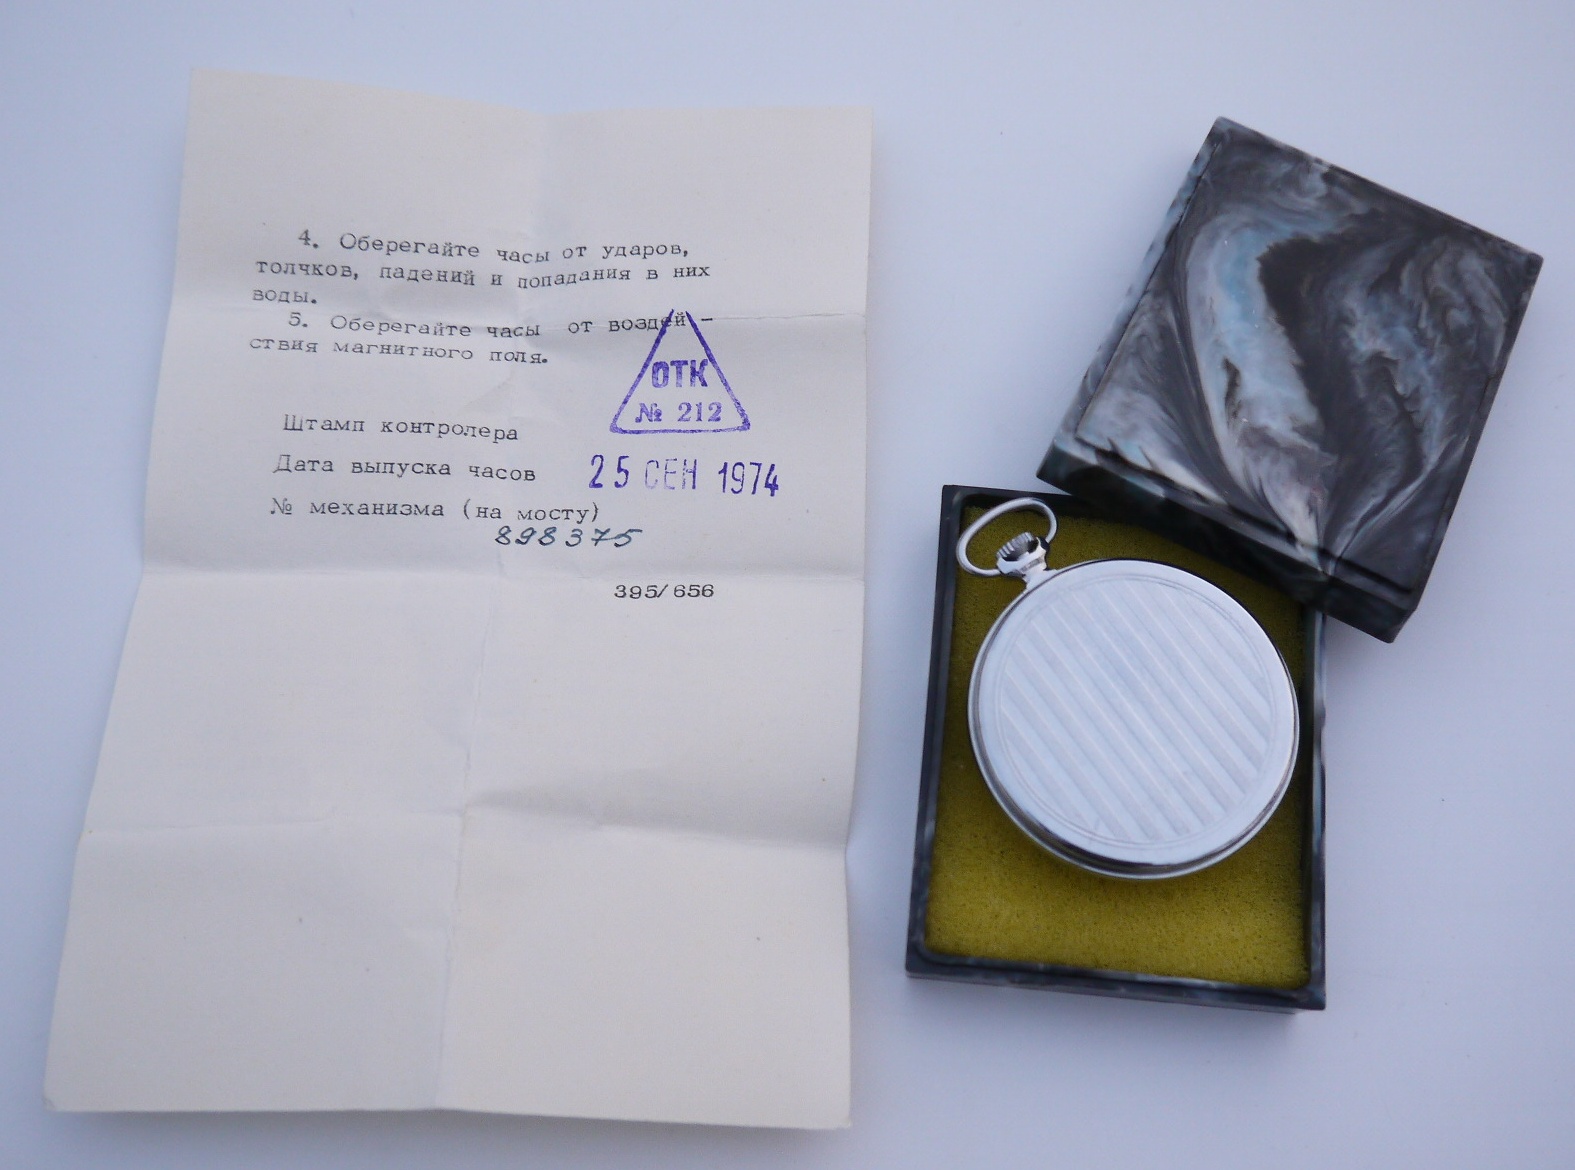 4. Оберегайте часы от ударов,
толчков, падений и попадания в них
воды.
5. Оберегайте часы от воздей –
ствия магнитного поля.
ОТК
№ 212
Штамп контролера
Дата выпуска часов 25 СЕН 1974
№ механизма (на мосту)
898375
395/656